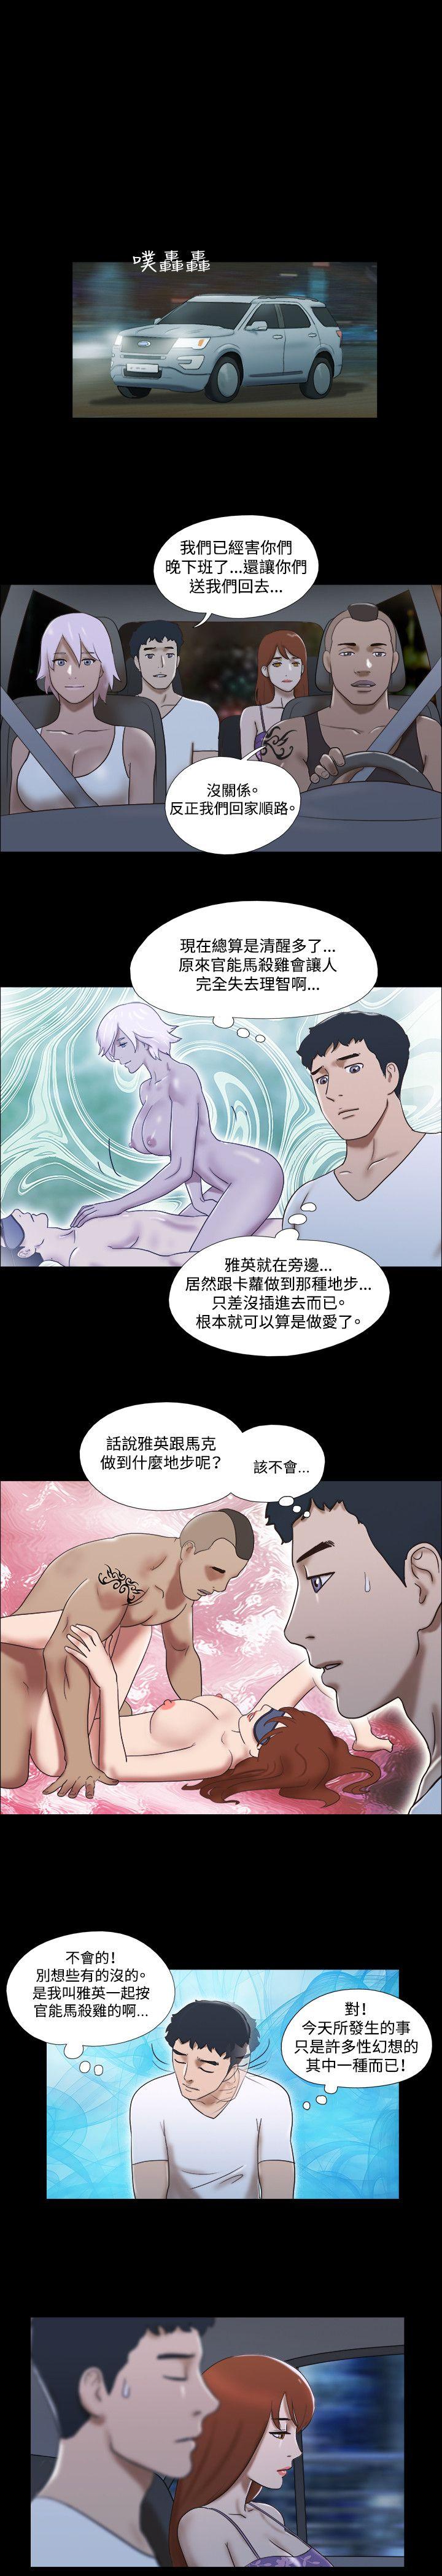 噗轟轟
我們已經害你們
晚下班了...還讓你們
送我們回去...
沒關係。
反正我們回家順路。
現在總算是清醒多了...
原來官能馬殺雞會讓人
完全失去理智啊...
雅英就在旁邊...
居然跟卡蘿做到那種地步...
只差沒插進去而已。
根本就可以算是做愛了。
話說雅英跟馬克
做到什麼地步呢？
該不會...
不會的！
別想些有的沒的。
是我叫雅英一起按
官能馬殺雞的啊...
對！
今天所發生的事
只是許多性幻想的
其中一種而已！